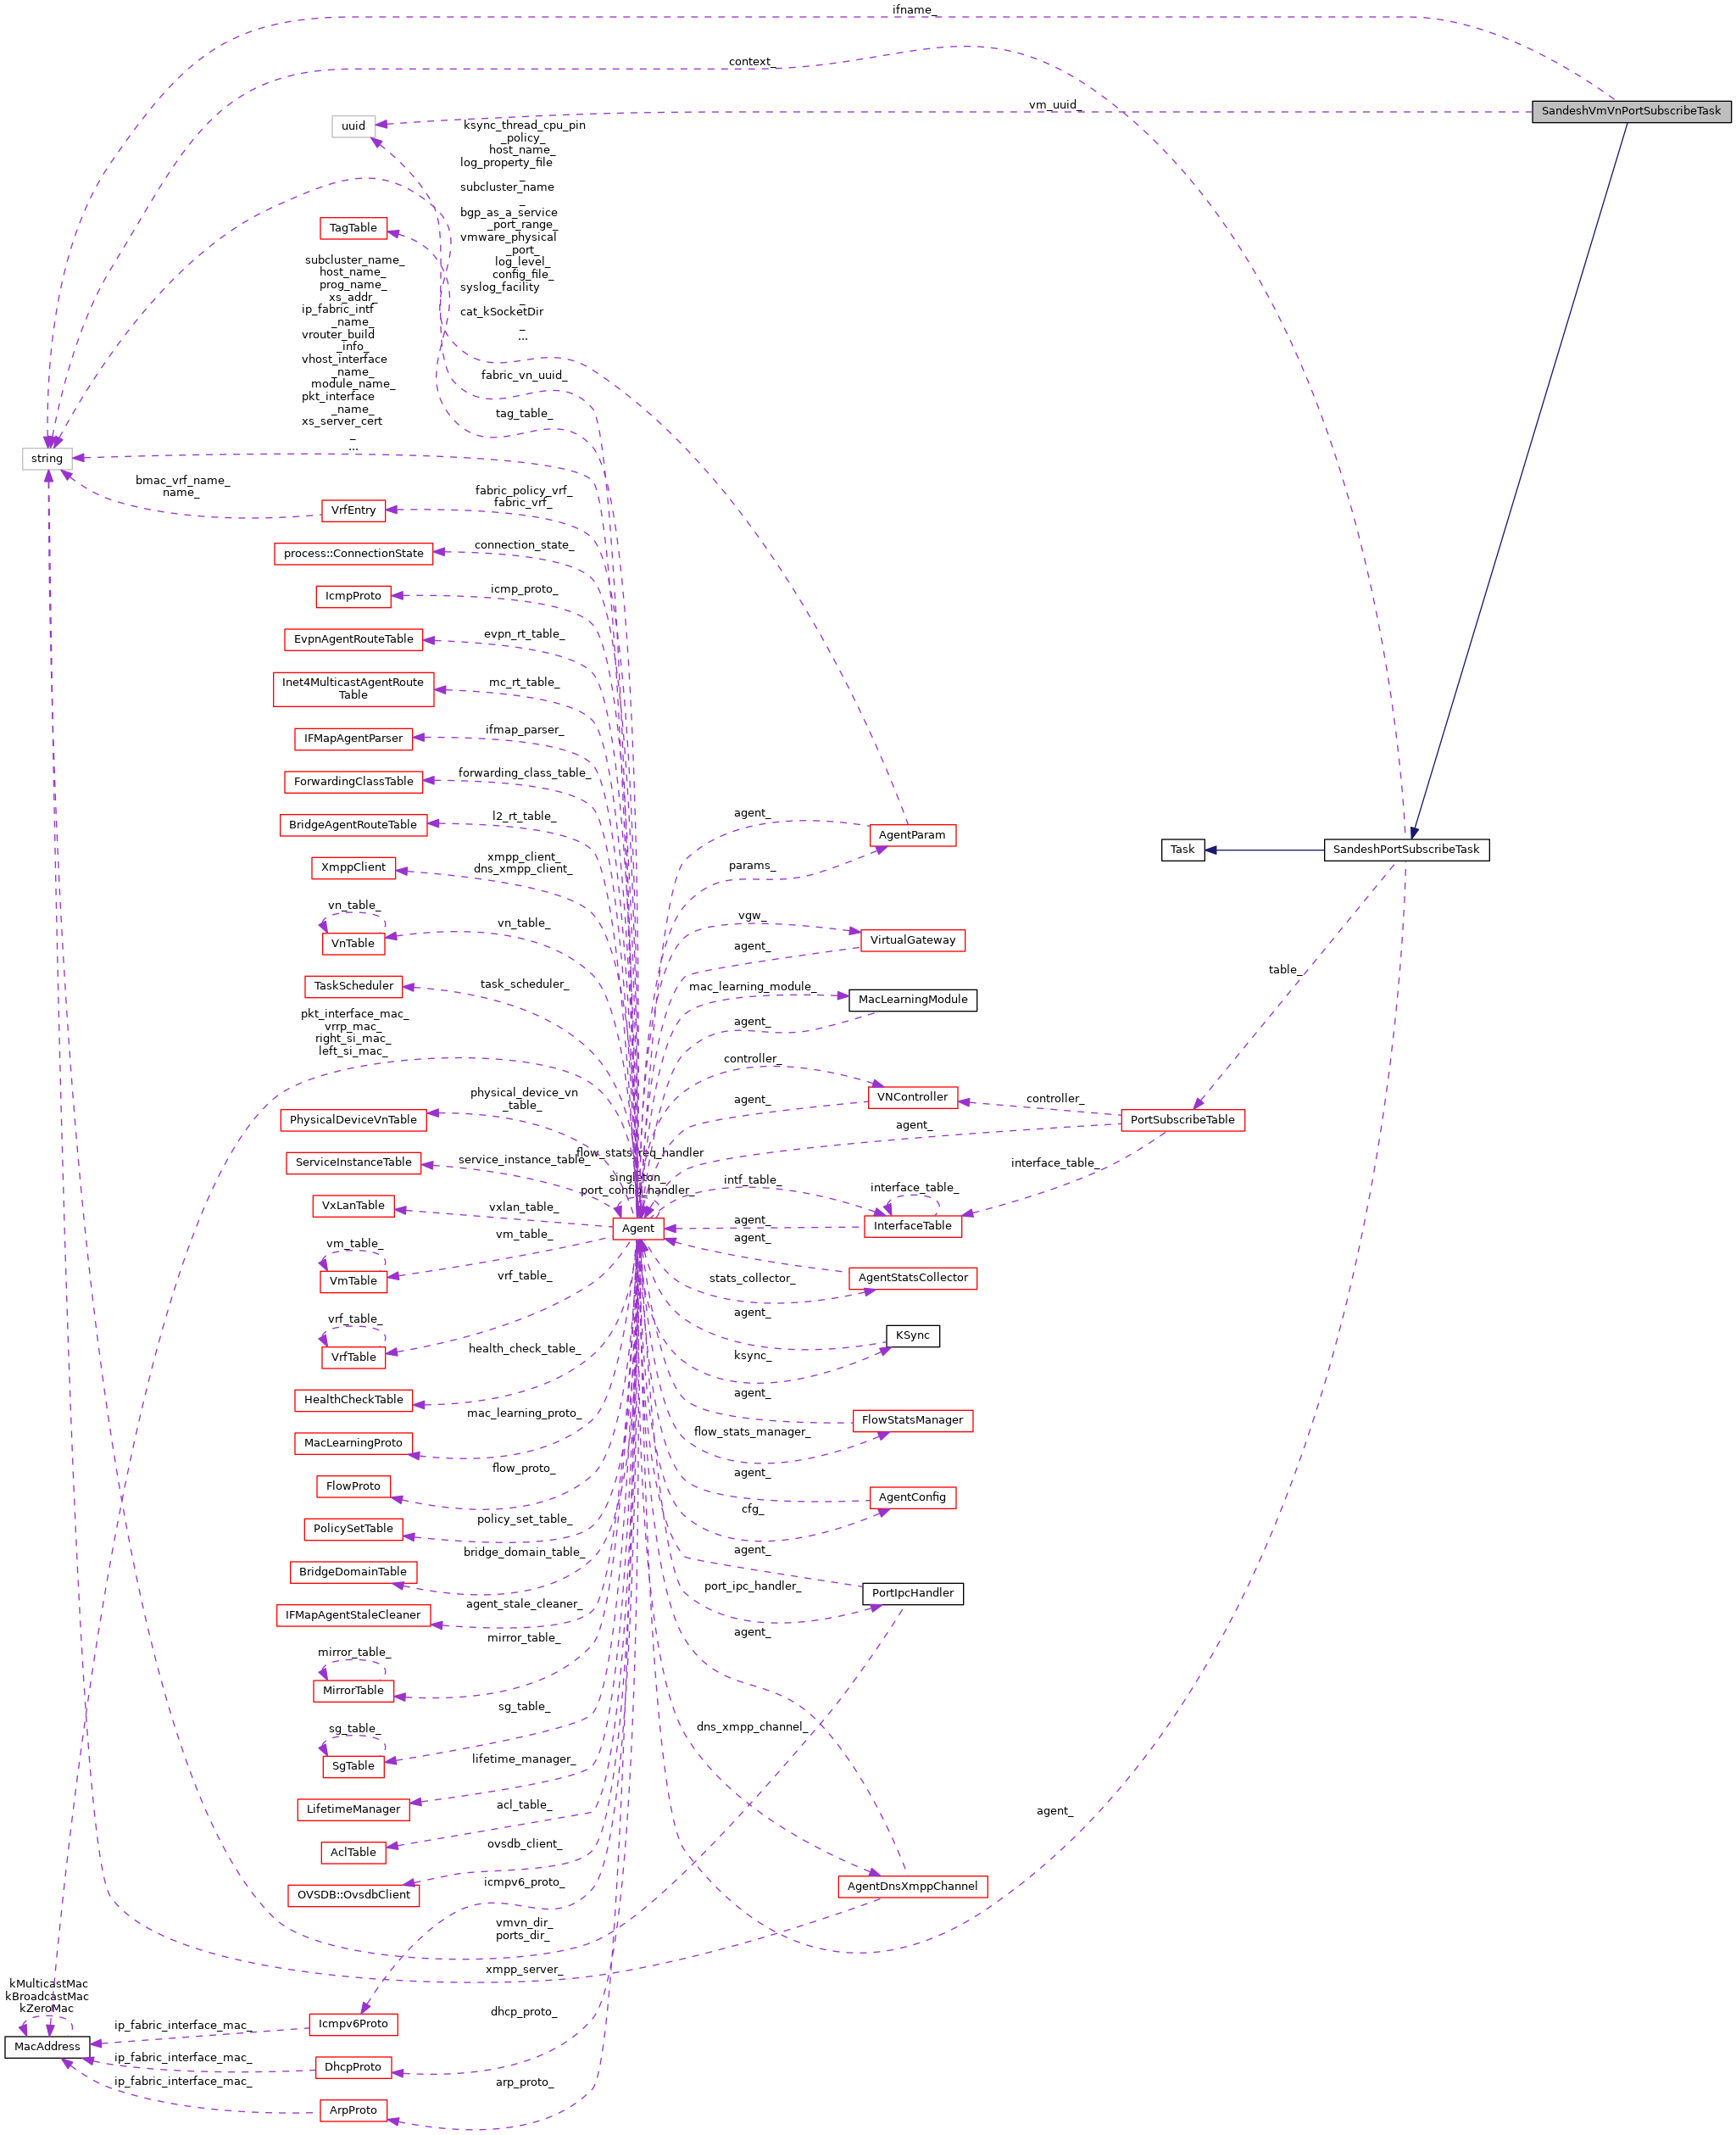 ifname_
context_
vm_uuid_
SandeshVmVnPortSubscribeTask
uuid
ksync_thread_cpu_pin
_policy_
host_name_
log_property_file
_
subcluster_name
_
bgp_as_a_service
_port_range_
vmware_physical
_port_
log_level_
config_file_
syslog_facility
_
cat_kSocketDir
_
...
TagTable
subcluster_name_
host_name_
prog_name_
xs_addr_
ip_fabric_intf
_name_
vrouter_build
_info_
vhost_interface
_name_
module_name_
pkt_interface
_name_
xs_server_cert
_
...
fabric_vn_uuid_
tag_table_
string
bmac_vrf_name_
name_
VrfEntry
fabric_policy_vrf_
fabric_vrf_
process::ConnectionState
connection_state_
IcmpProto
icmp_proto_
EvpnAgentRouteTable
evpn_rt_table_
Inet4MulticastAgentRoute
Table
mc_rt_table_
IFMapAgentParser
ifmap_parser_
ForwardingClassTable
forwarding_class_table_
BridgeAgentRouteTable
l2_rt_table_
agent_
AgentParam
params_
Task
SandeshPortSubscribeTask
XmppClient
xmpp_client_
dns_xmpp_client_
vn_table_
VnTable
vn_table_
vgw_
VirtualGateway
agent_
TaskScheduler
task_scheduler_
mac_learning_module_
MacLearningModule
agent_
table_
pkt_interface_mac_
vrrp_mac_
right_si_mac_
left_si_mac_
controller_
VNController
agent_
controller_
PortSubscribeTable
agent_
interface_table_
PhysicalDeviceVnTable
physical_device_vn
_table_
ServiceInstanceTable
service_instance_table_
flow_stats_req_handler
singleton_
port_config_handler_
VxLanTable
vxlan_table_
Agent
intf_table_
interface_table_
InterfaceTable
agent_
agent_
vm_table_
VmTable
vm_table_
stats_collector_
AgentStatsCollector
vrf_table_
VrfTable
vrf_table_
agent_
KSync
ksync_
HealthCheckTable
health_check_table_
agent_
FlowStatsManager
flow_stats_manager_
MacLearningProto
mac_learning_proto_
FlowProto
flow_proto_
agent_
AgentConfig
cfg_
PolicySetTable
policy_set_table_
BridgeDomainTable
bridge_domain_table_
agent_
PortIpcHandler
port_ipc_handler_
IFMapAgentStaleCleaner
agent_stale_cleaner_
agent_
mirror_table_
MirrorTable
mirror_table_
sg_table_
SgTable
sg_table_
dns_xmpp_channel_
LifetimeManager
lifetime_manager_
AclTable
acl_table_
agent_
OVSDB::OvsdbClient
ovsdb_client_
AgentDnsXmppChannel
icmpv6_proto_
vmvn_dir_
ports_dir_
xmpp_server_
kMulticastMac
kBroadcastMac
kZeroMac
MacAddress
ip_fabric_interface_mac_
Icmpv6Proto
dhcp_proto_
ip_fabric_interface_mac_
DhcpProto
ip_fabric_interface_mac_
ArpProto
arp_proto_